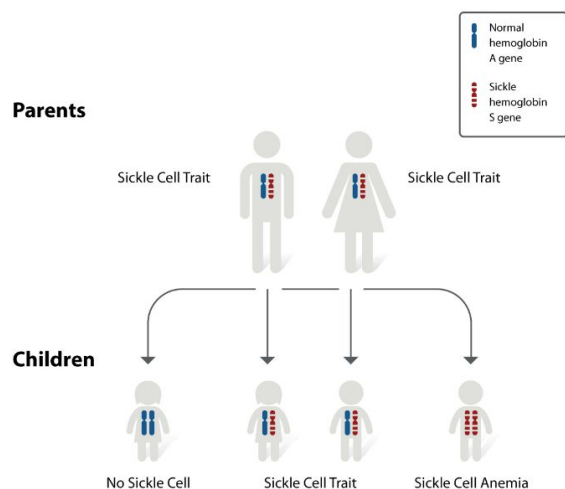 Normal
hemoglobin
A gene
Sickle
hemoglobin
S gene
Parents
Sickle Cell Trait
Sickle Cell Trait
Children
No Sickle Cell
Sickle Cell Trait
Sickle Cell Anemia